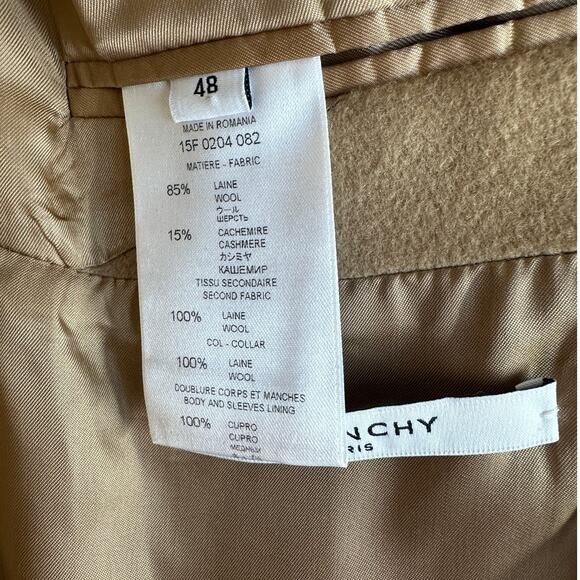 48
MADE IN ROMANIA
15F 0204 082
MATIERE - FABRIC
85% LAINE
WOOL
ウール
ШЕРСТЬ
15% CACHEMIRE
CASHMERE
カシミヤ
КАШЕМИР
TISSU SECONDAIRE
SECOND FABRIC
100% LAINE
WOOL
COL - COLLAR
100% LAINE
WOOL
DOUBLURE CORPS ET MANCHES
BODY AND SLEEVES LINING
100% CUPRO
CUPRO
NCHY
RIS